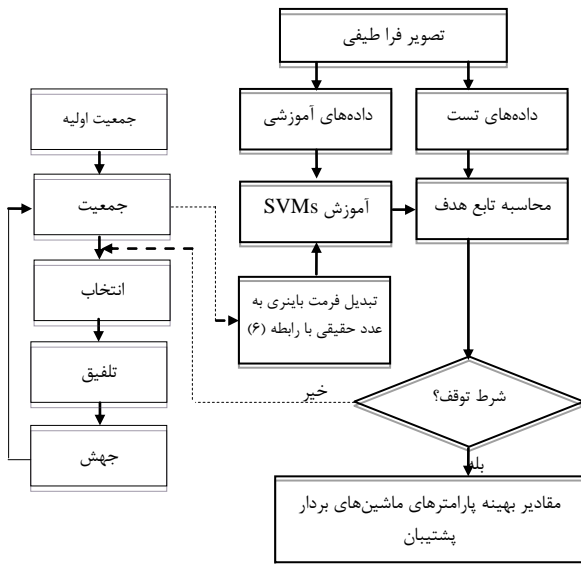 تصویر فرا طیفی
جمعیت اولیه
داده‌های آموزشی
داده‌های تست
جمعیت
آموزش SVMs
محاسبه تابع هدف
انتخاب
تبدیل فرمت باینری به
عدد حقیقی با رابطه (۶)
تلفیق
خیر
شرط توقف؟
جهش
بله
مقادیر بهینه پارامترهای ماشین‌های بردار
پشتیبان